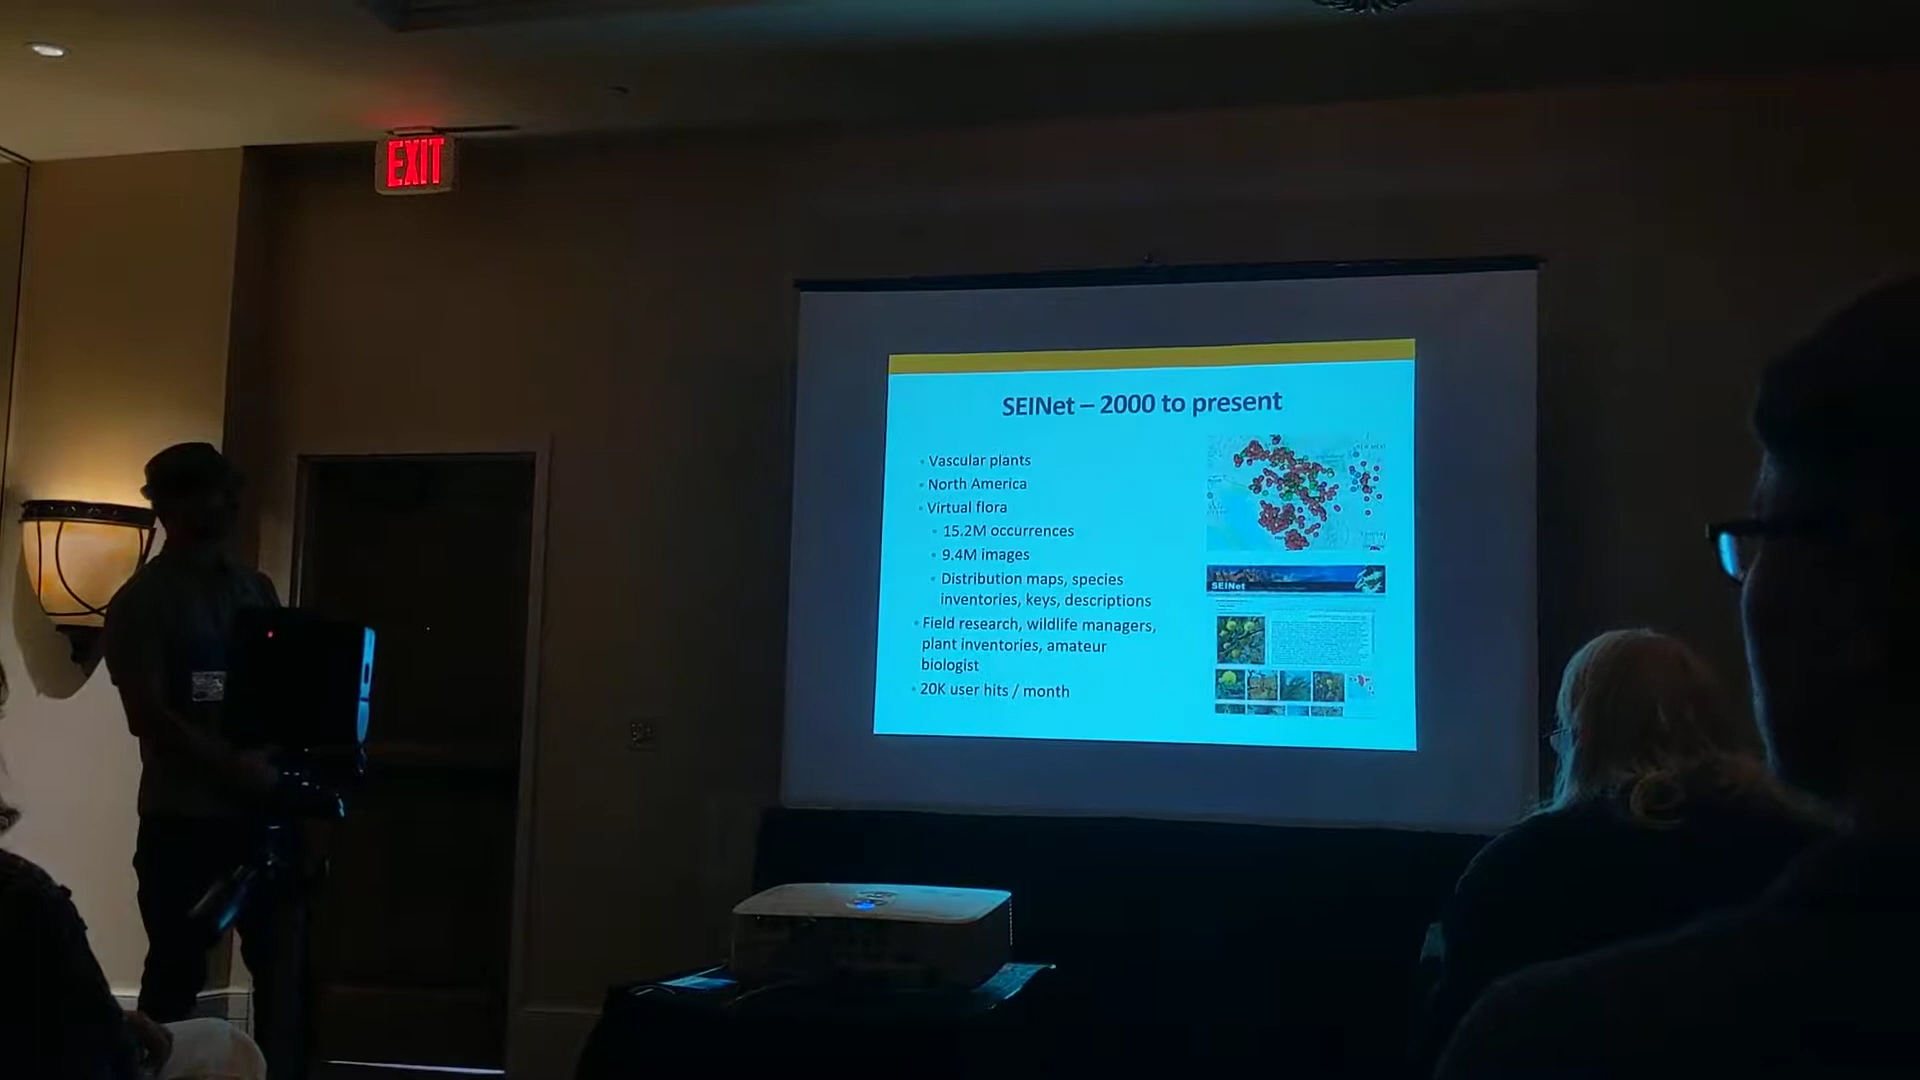 EXIT
SEINet – 2000 to present
• Vascular plants
• North America
• Virtual flora
• 15.2M occurrences
• 9.4M images
• Distribution maps, species
inventories, keys, descriptions
• Field research, wildlife managers,
plant inventories, amateur
biologist
• 20K user hits / month
SEINet